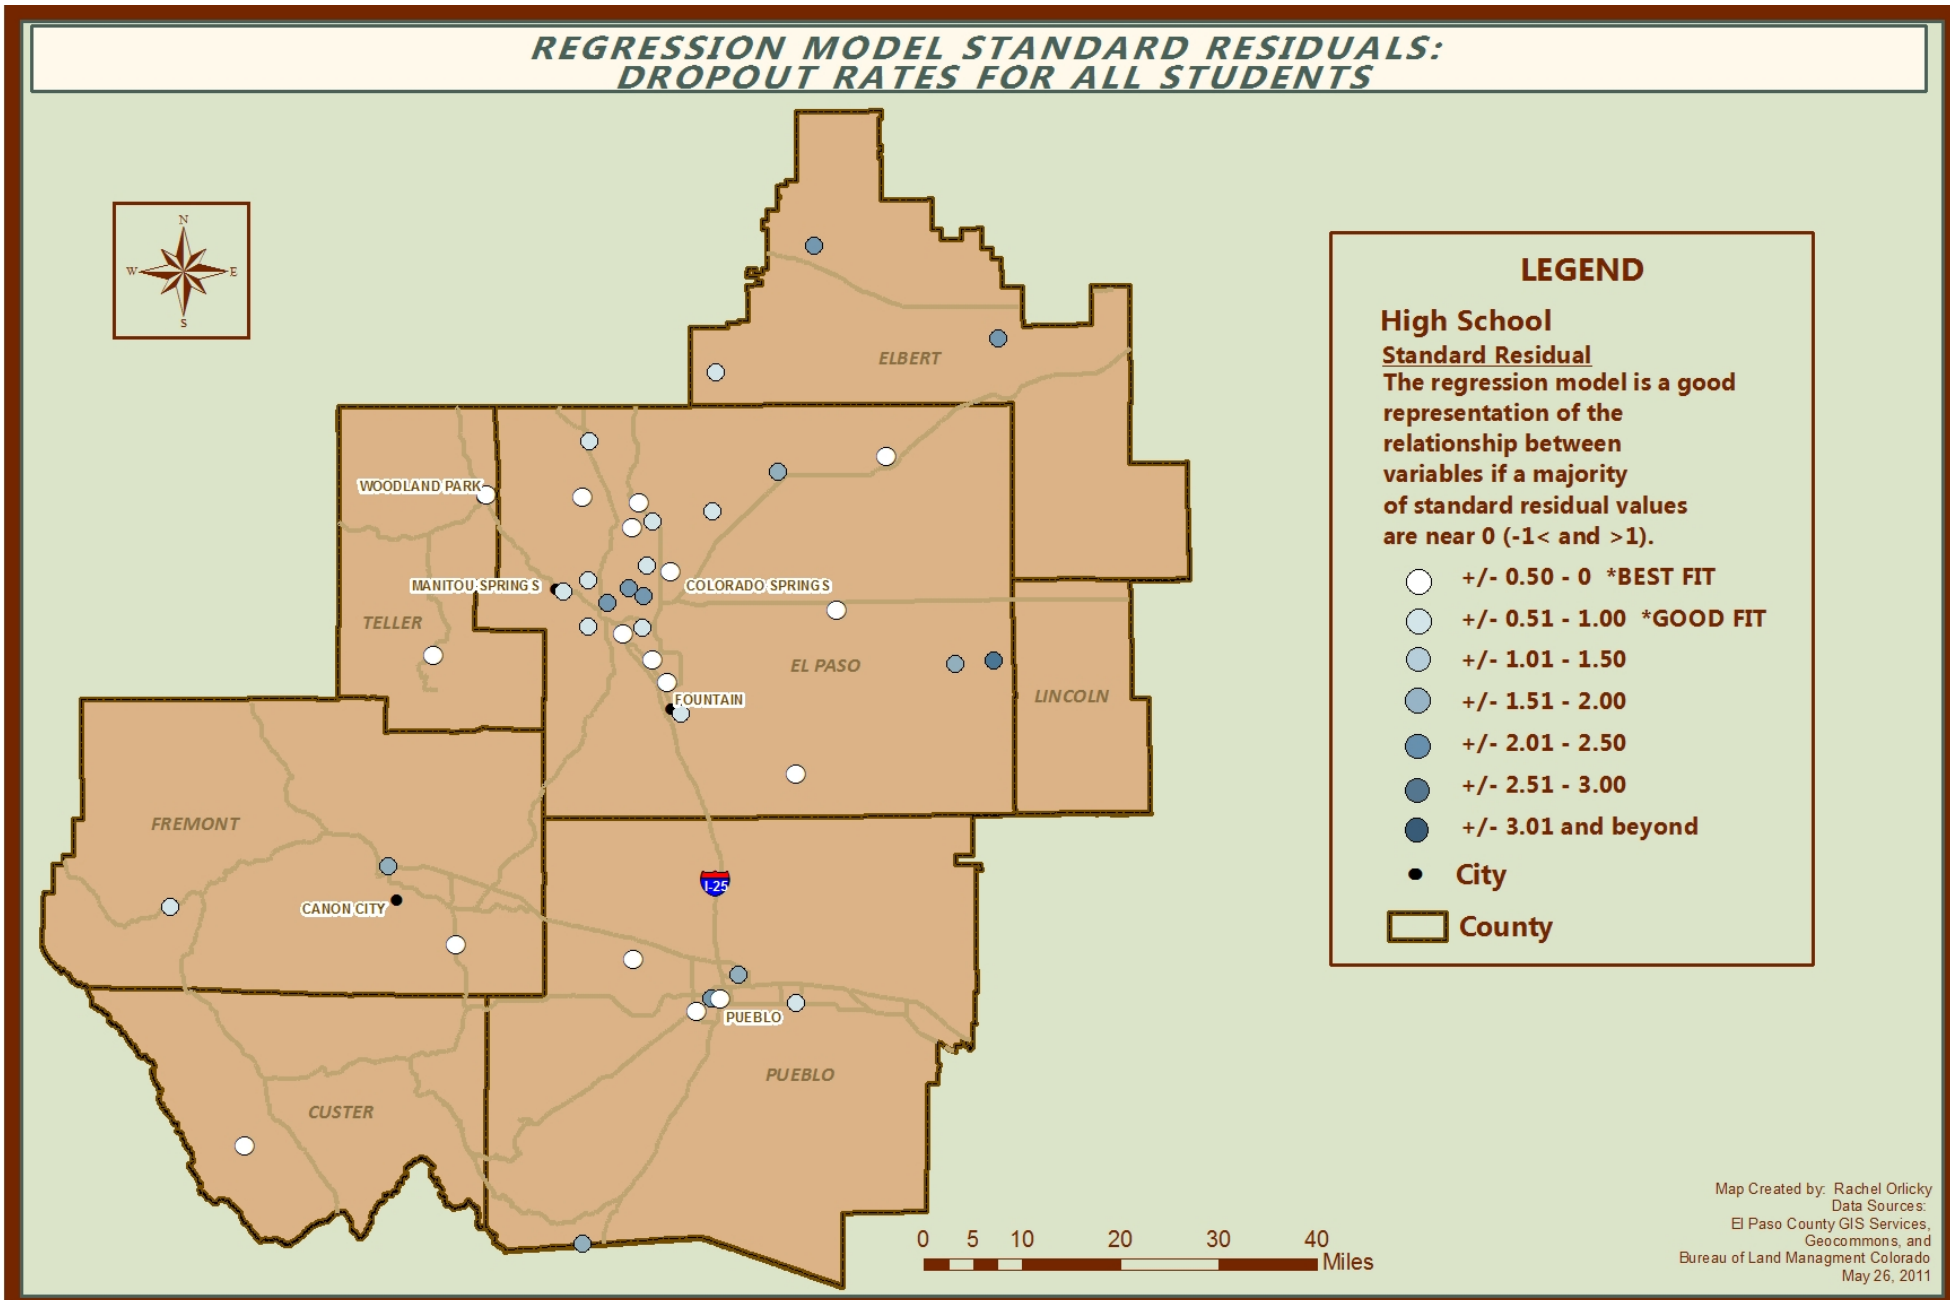 REGRESSION MODEL STANDARD RESIDUALS:
DROPOUT RATES FOR ALL STUDENTS
N
W
E
S
LEGEND
High School
Standard Residual
The regression model is a good
representation of the
relationship between
variables if a majority
of standard residual values
are near 0 (-1< and >1).
+/- 0.50 - 0 *BEST FIT
+/- 0.51 - 1.00 *GOOD FIT
+/- 1.01 - 1.50
+/- 1.51 - 2.00
+/- 2.01 - 2.50
+/- 2.51 - 3.00
+/- 3.01 and beyond
City
County
ELBERT
WOODLAND PARK
MANITOU SPRINGS
COLORADO SPRINGS
TELLER
EL PASO
LINCOLN
FOUNTAIN
FREMONT
I-25
CANON CITY
PUEBLO
PUEBLO
CUSTER
0 5 10 20 30 40
Miles
Map Created by: Rachel Orlicky
Data Sources:
El Paso County GIS Services,
Geocommons, and
Bureau of Land Managment Colorado
May 26, 2011